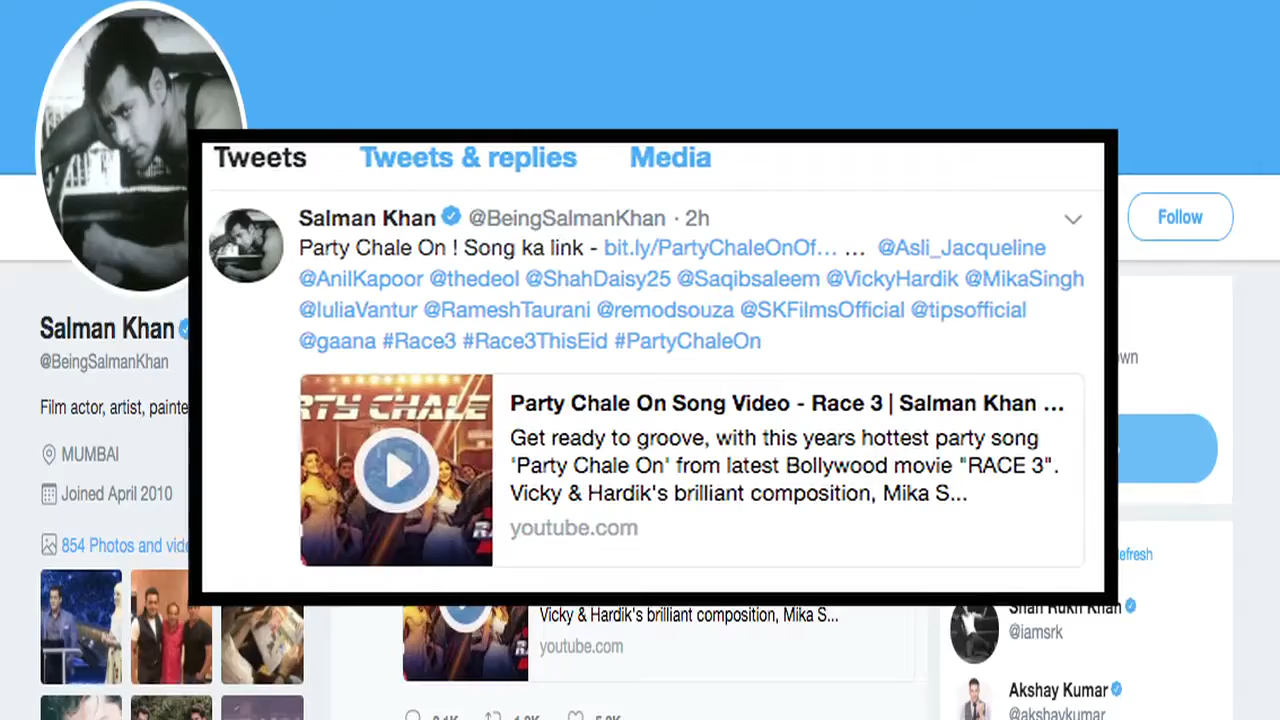 Tweets Tweets & replies Media
Salman Khan @BeingSalmanKhan · 2h
Party Chale On ! Song ka link - bit.ly/PartyChaleOnOf… … @Asli_Jacqueline
@AnilKapoor @thedeol @ShahDaisy25 @Saqibsaleem @VickyHardik @MikaSingh
@IuliaVantur @RameshTaurani @remodsouza @SKFilmsOfficial @tipsofficial
@gaana #Race3 #Race3ThisEid #PartyChaleOn
RTY CHALE
Party Chale On Song Video - Race 3 | Salman Khan ...
Get ready to groove, with this years hottest party song
'Party Chale On' from latest Bollywood movie "RACE 3".
Vicky & Hardik's brilliant composition, Mika S...
youtube.com
Follow
Salman Khan
@BeingSalmanKhan
Film actor, artist, painte
MUMBAI
Joined April 2010
854 Photos and vide
own
efresh
Vicky & Hardik's brilliant composition, Mika S...
youtube.com
Shah Rukh Khan
@iamsrk
Akshay Kumar
@akshaykumar